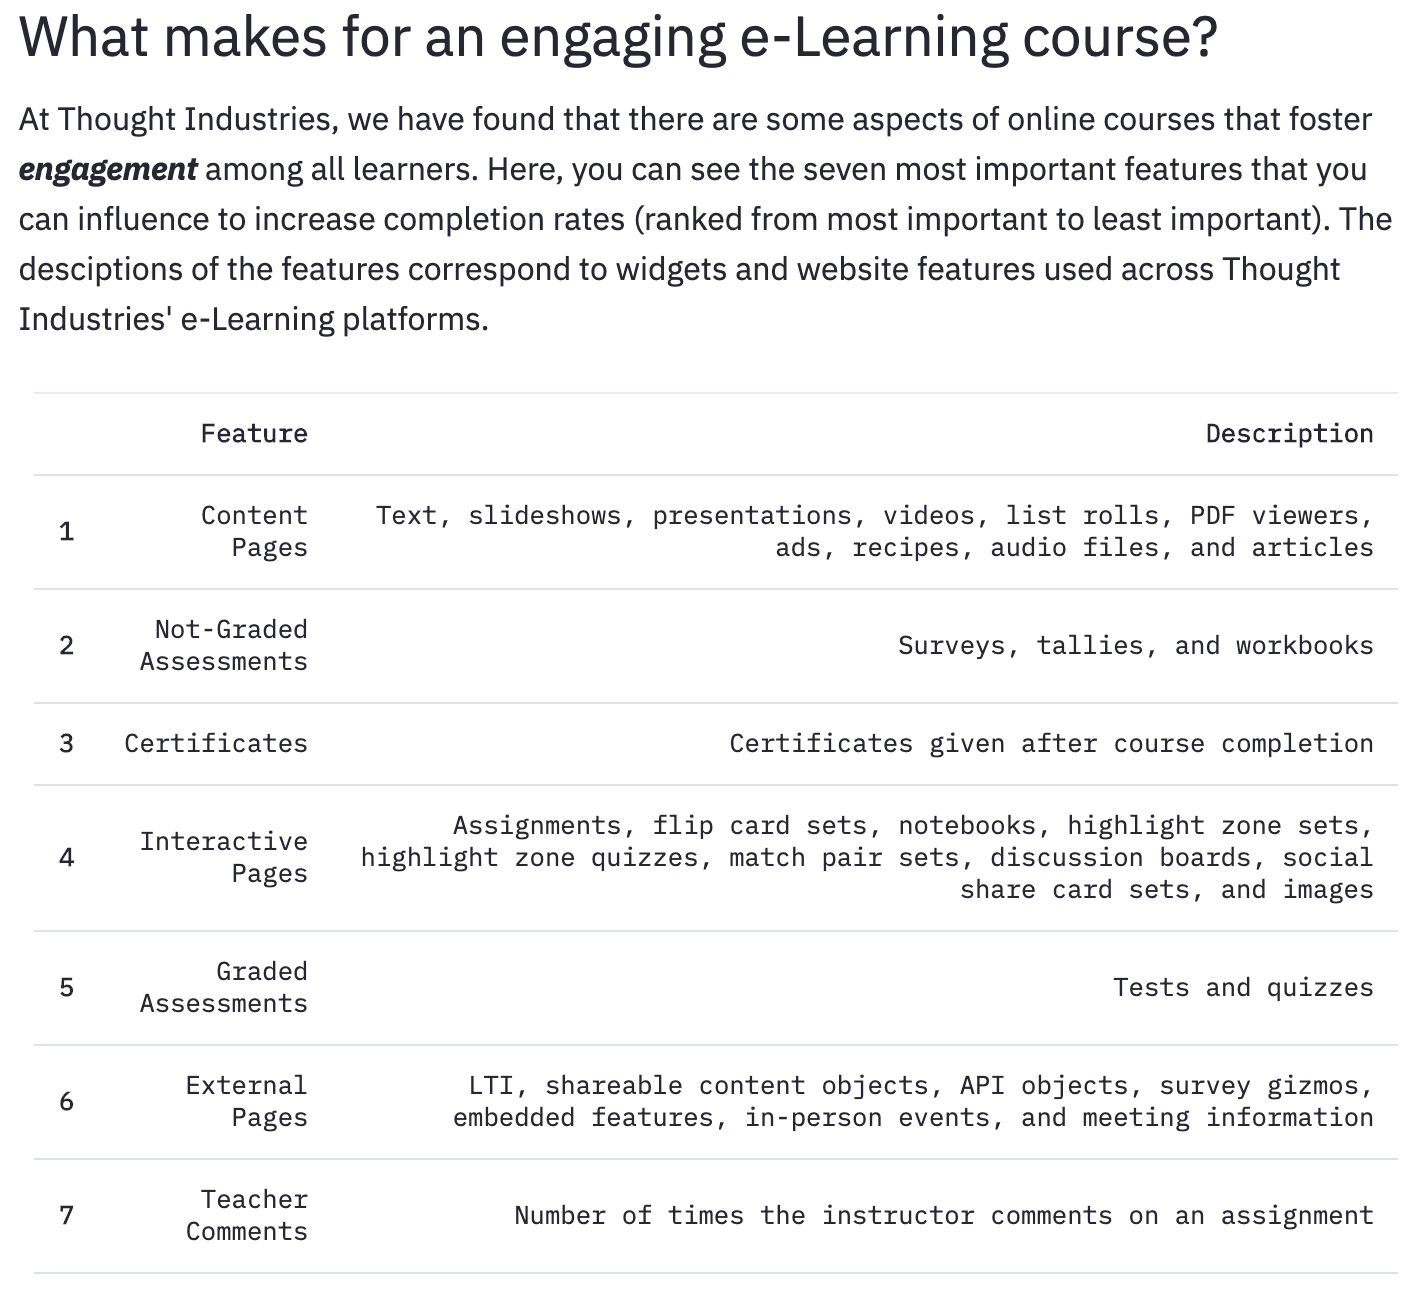 What makes for an engaging e-Learning course?
At Thought Industries, we have found that there are some aspects of online courses that foster
engagement among all learners. Here, you can see the seven most important features that you
can influence to increase completion rates (ranked from most important to least important). The
desciptions of the features correspond to widgets and website features used across Thought
Industries' e-Learning platforms.
Feature Description
1 Content Pages Text, slideshows, presentations, videos, list rolls, PDF viewers,
ads, recipes, audio files, and articles
2 Not-Graded Assessments Surveys, tallies, and workbooks
3 Certificates Certificates given after course completion
4 Interactive Pages Assignments, flip card sets, notebooks, highlight zone sets,
highlight zone quizzes, match pair sets, discussion boards, social
share card sets, and images
5 Graded Assessments Tests and quizzes
6 External Pages LTI, shareable content objects, API objects, survey gizmos,
embedded features, in-person events, and meeting information
7 Teacher Comments Number of times the instructor comments on an assignment